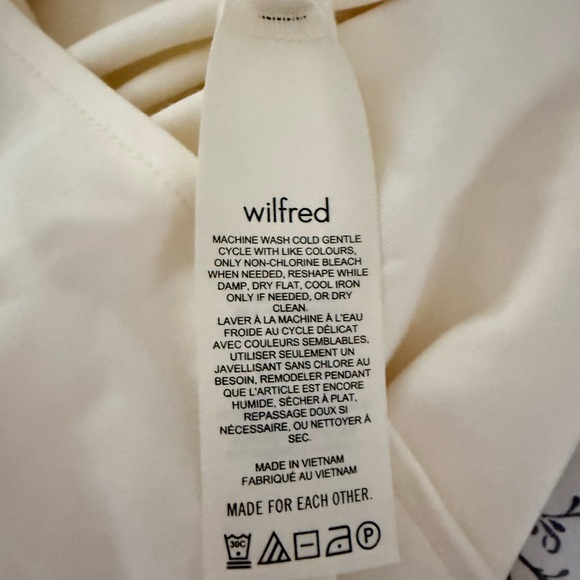 wilfred
MACHINE WASH COLD GENTLE
CYCLE WITH LIKE COLOURS,
ONLY NON-CHLORINE BLEACH
WHEN NEEDED, RESHAPE WHILE
DAMP, DRY FLAT, COOL IRON
ONLY IF NEEDED, OR DRY
CLEAN.
LAVER À LA MACHINE À L'EAU
FROIDE AU CYCLE DÉLICAT
AVEC COULEURS SEMBLABLES,
UTILISER SEULEMENT UN
JAVELLISANT SANS CHLORE AU
BESOIN, REMODELER PENDANT
QUE L'ARTICLE EST ENCORE
HUMIDE, SÉCHER À PLAT,
REPASSAGE DOUX SI
NÉCESSAIRE, OU NETTOYER À
SEC.
MADE IN VIETNAM
FABRIQUÉ AU VIETNAM
MADE FOR EACH OTHER.
30C P